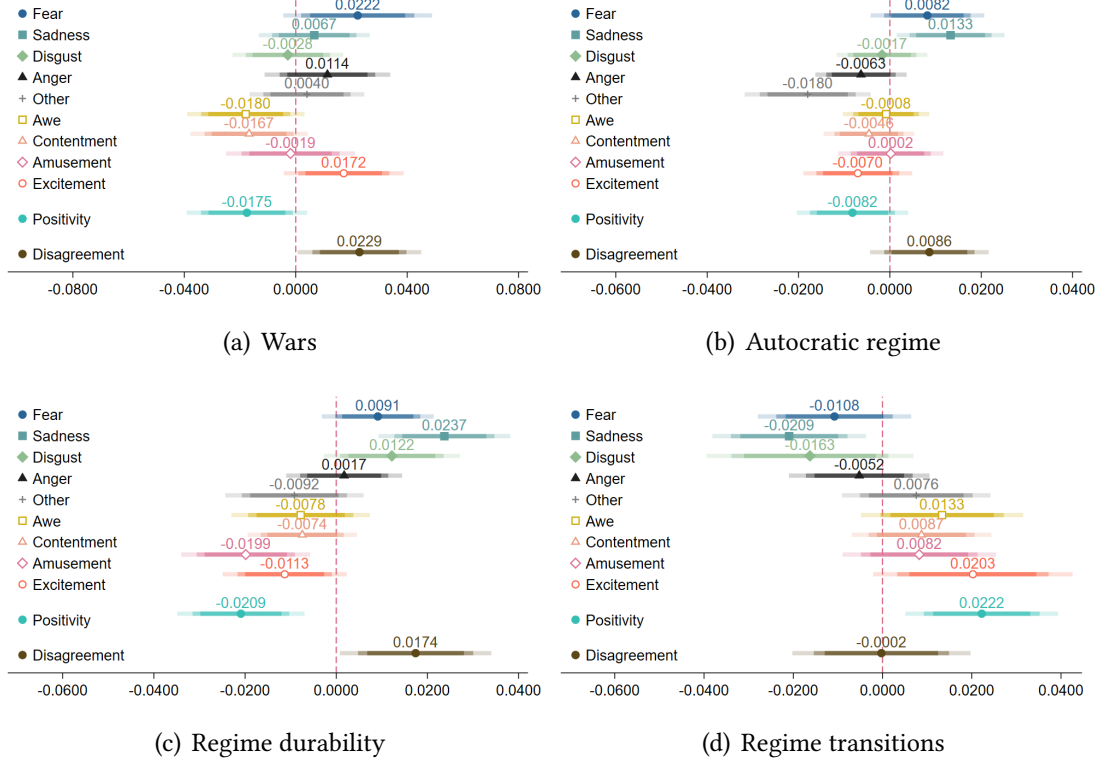 Fear 0.0222
Sadness 0.0067
Disgust -0.0028
Anger 0.0114
Other 0.0040
Awe -0.0180
Contentment -0.0167
Amusement -0.0019
Excitement 0.0172
Positivity -0.0175
Disagreement 0.0229
-0.0800 -0.0400 0.0000 0.0400 0.0800
(a) Wars
Fear 0.0082
Sadness 0.0133
Disgust -0.0017
Anger -0.0063
Other -0.0180
Awe -0.0008
Contentment -0.0046
Amusement 0.0002
Excitement -0.0070
Positivity -0.0082
Disagreement 0.0086
-0.0600 -0.0400 -0.0200 0.0000 0.0200 0.0400
(b) Autocratic regime
Fear 0.0091
Sadness 0.0237
Disgust 0.0122
Anger 0.0017
Other -0.0092
Awe -0.0078
Contentment -0.0074
Amusement -0.0199
Excitement -0.0113
Positivity -0.0209
Disagreement 0.0174
-0.0600 -0.0400 -0.0200 0.0000 0.0200 0.0400
(c) Regime durability
Fear -0.0108
Sadness -0.0209
Disgust -0.0163
Anger -0.0052
Other 0.0076
Awe 0.0133
Contentment 0.0087
Amusement 0.0082
Excitement 0.0203
Positivity 0.0222
Disagreement -0.0002
-0.0600 -0.0400 -0.0200 0.0000 0.0200 0.0400
(d) Regime transitions